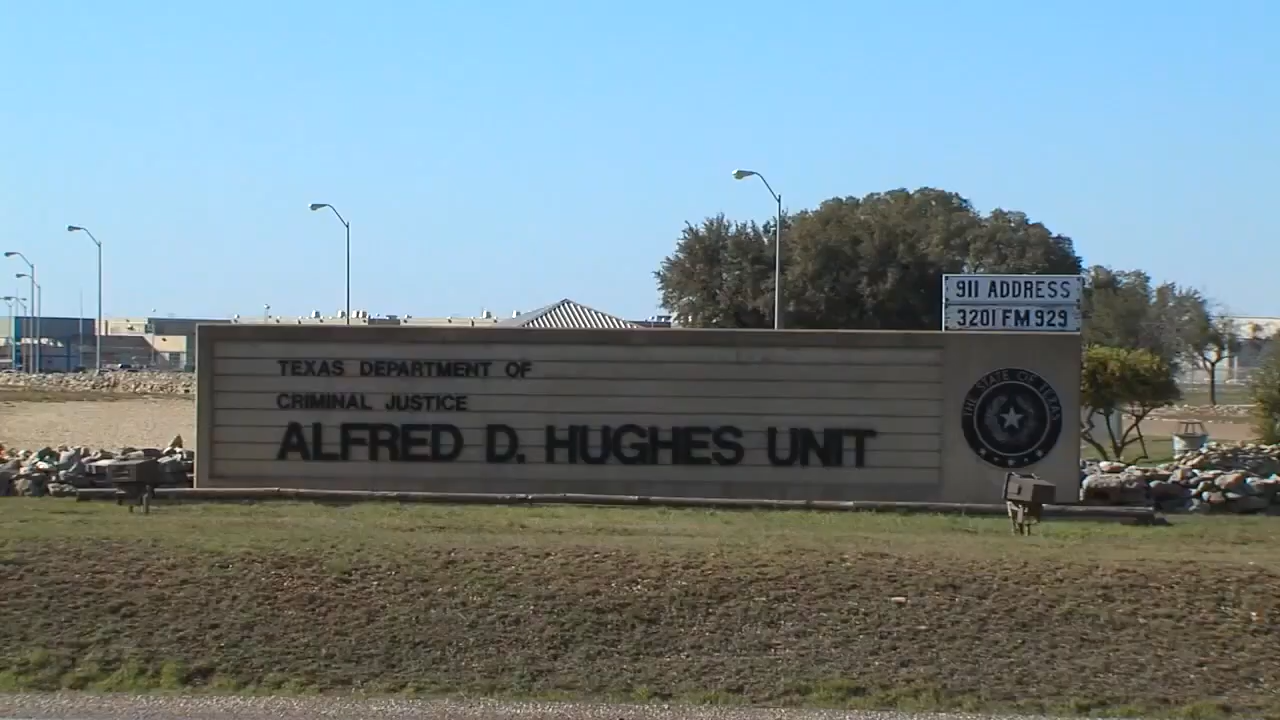 911 ADDRESS
3201 FM 929
TEXAS DEPARTMENT OF
CRIMINAL JUSTICE
ALFRED D. HUGHES UNIT
THE STATE OF TEXAS